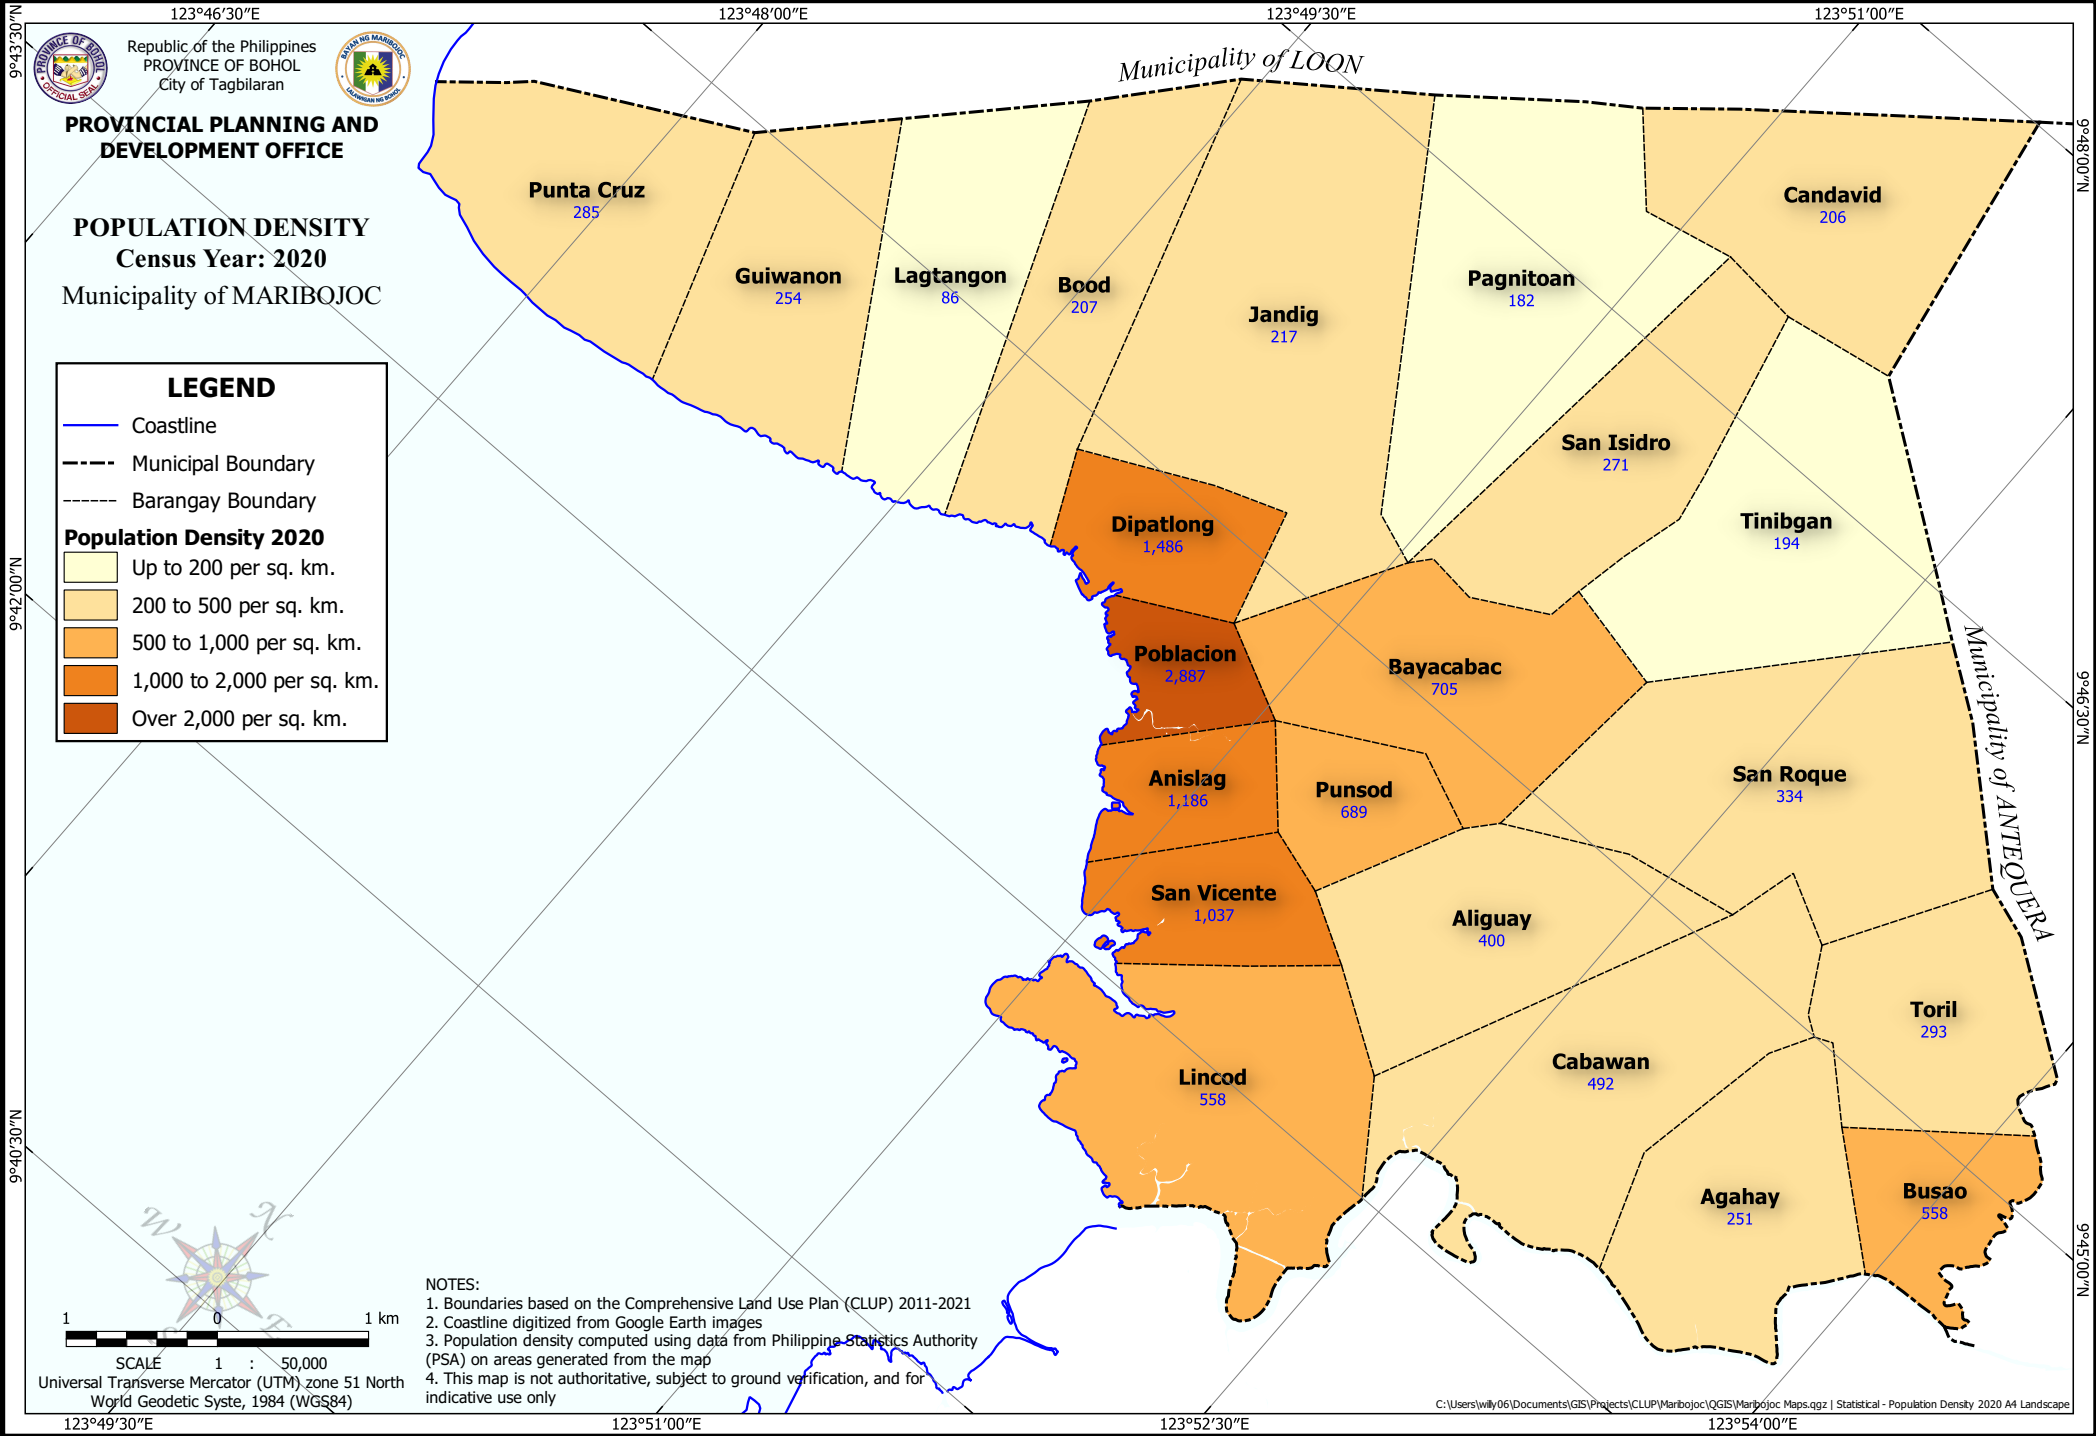 123°46′30″E
123°48′00″E
123°49′30″E
123°51′00″E
9°43′30″N
9°42′00″N
9°40′30″N
9°48′00″N
9°46′30″N
9°45′00″N
PROVINCE OF BOHOL
OFFICIAL SEAL
Republic of the Philippines
PROVINCE OF BOHOL
City of Tagbilaran
BAYAN NG MARIBOJOC
LALAWIGAN NG BOHOL
PROVINCIAL PLANNING AND
DEVELOPMENT OFFICE
POPULATION DENSITY
Census Year: 2020
Municipality of MARIBOJOC
LEGEND
Coastline
Municipal Boundary
Barangay Boundary
Population Density 2020
Up to 200 per sq. km.
200 to 500 per sq. km.
500 to 1,000 per sq. km.
1,000 to 2,000 per sq. km.
Over 2,000 per sq. km.
Municipality of LOON
Municipality of ANTEQUERA
Punta Cruz
285
Guiwanon
254
Lagtangon
86
Bood
207
Jandig
217
Pagnitoan
182
Candavid
206
San Isidro
271
Tinibgan
194
Dipatlong
1,486
Poblacion
2,887
Bayacabac
705
Anislag
1,186
Punsod
689
San Roque
334
San Vicente
1,037
Aliguay
400
Toril
293
Lincod
558
Cabawan
492
Agahay
251
Busao
558
W
N
S
E
1 0 1 km
SCALE 1 : 50,000
Universal Transverse Mercator (UTM) zone 51 North
World Geodetic Syste, 1984 (WGS84)
NOTES:
1. Boundaries based on the Comprehensive Land Use Plan (CLUP) 2011-2021
2. Coastline digitized from Google Earth images
3. Population density computed using data from Philippine Statistics Authority
(PSA) on areas generated from the map
4. This map is not authoritative, subject to ground verification, and for
indicative use only
C:\Users\willy06\Documents\GIS\Projects\CLUP\Maribojoc\QGIS\Maribojoc Maps.qgz | Statistical - Population Density 2020 A4 Landscape
123°49′30″E
123°51′00″E
123°52′30″E
123°54′00″E